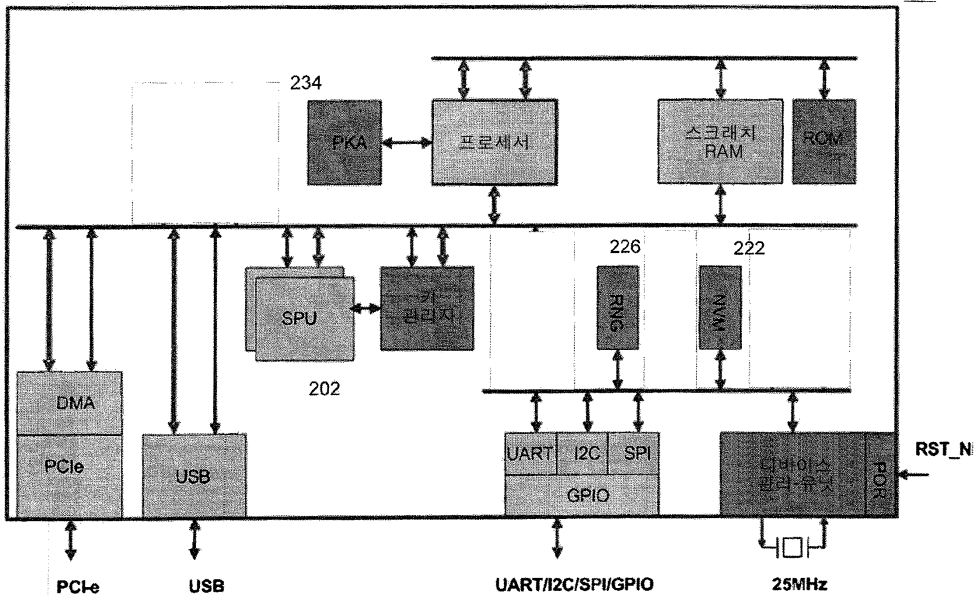 234
PKA
프로세서
스크래치
RAM
ROM
226
222
SPU
키
관리자
RNG
NVM
202
DMA
PCIe
USB
UART
I2C
SPI
GPIO
디바이스
관리-유닛
POR
RST_N
PCI-e
USB
UART/I2C/SPI/GPIO
25MHz